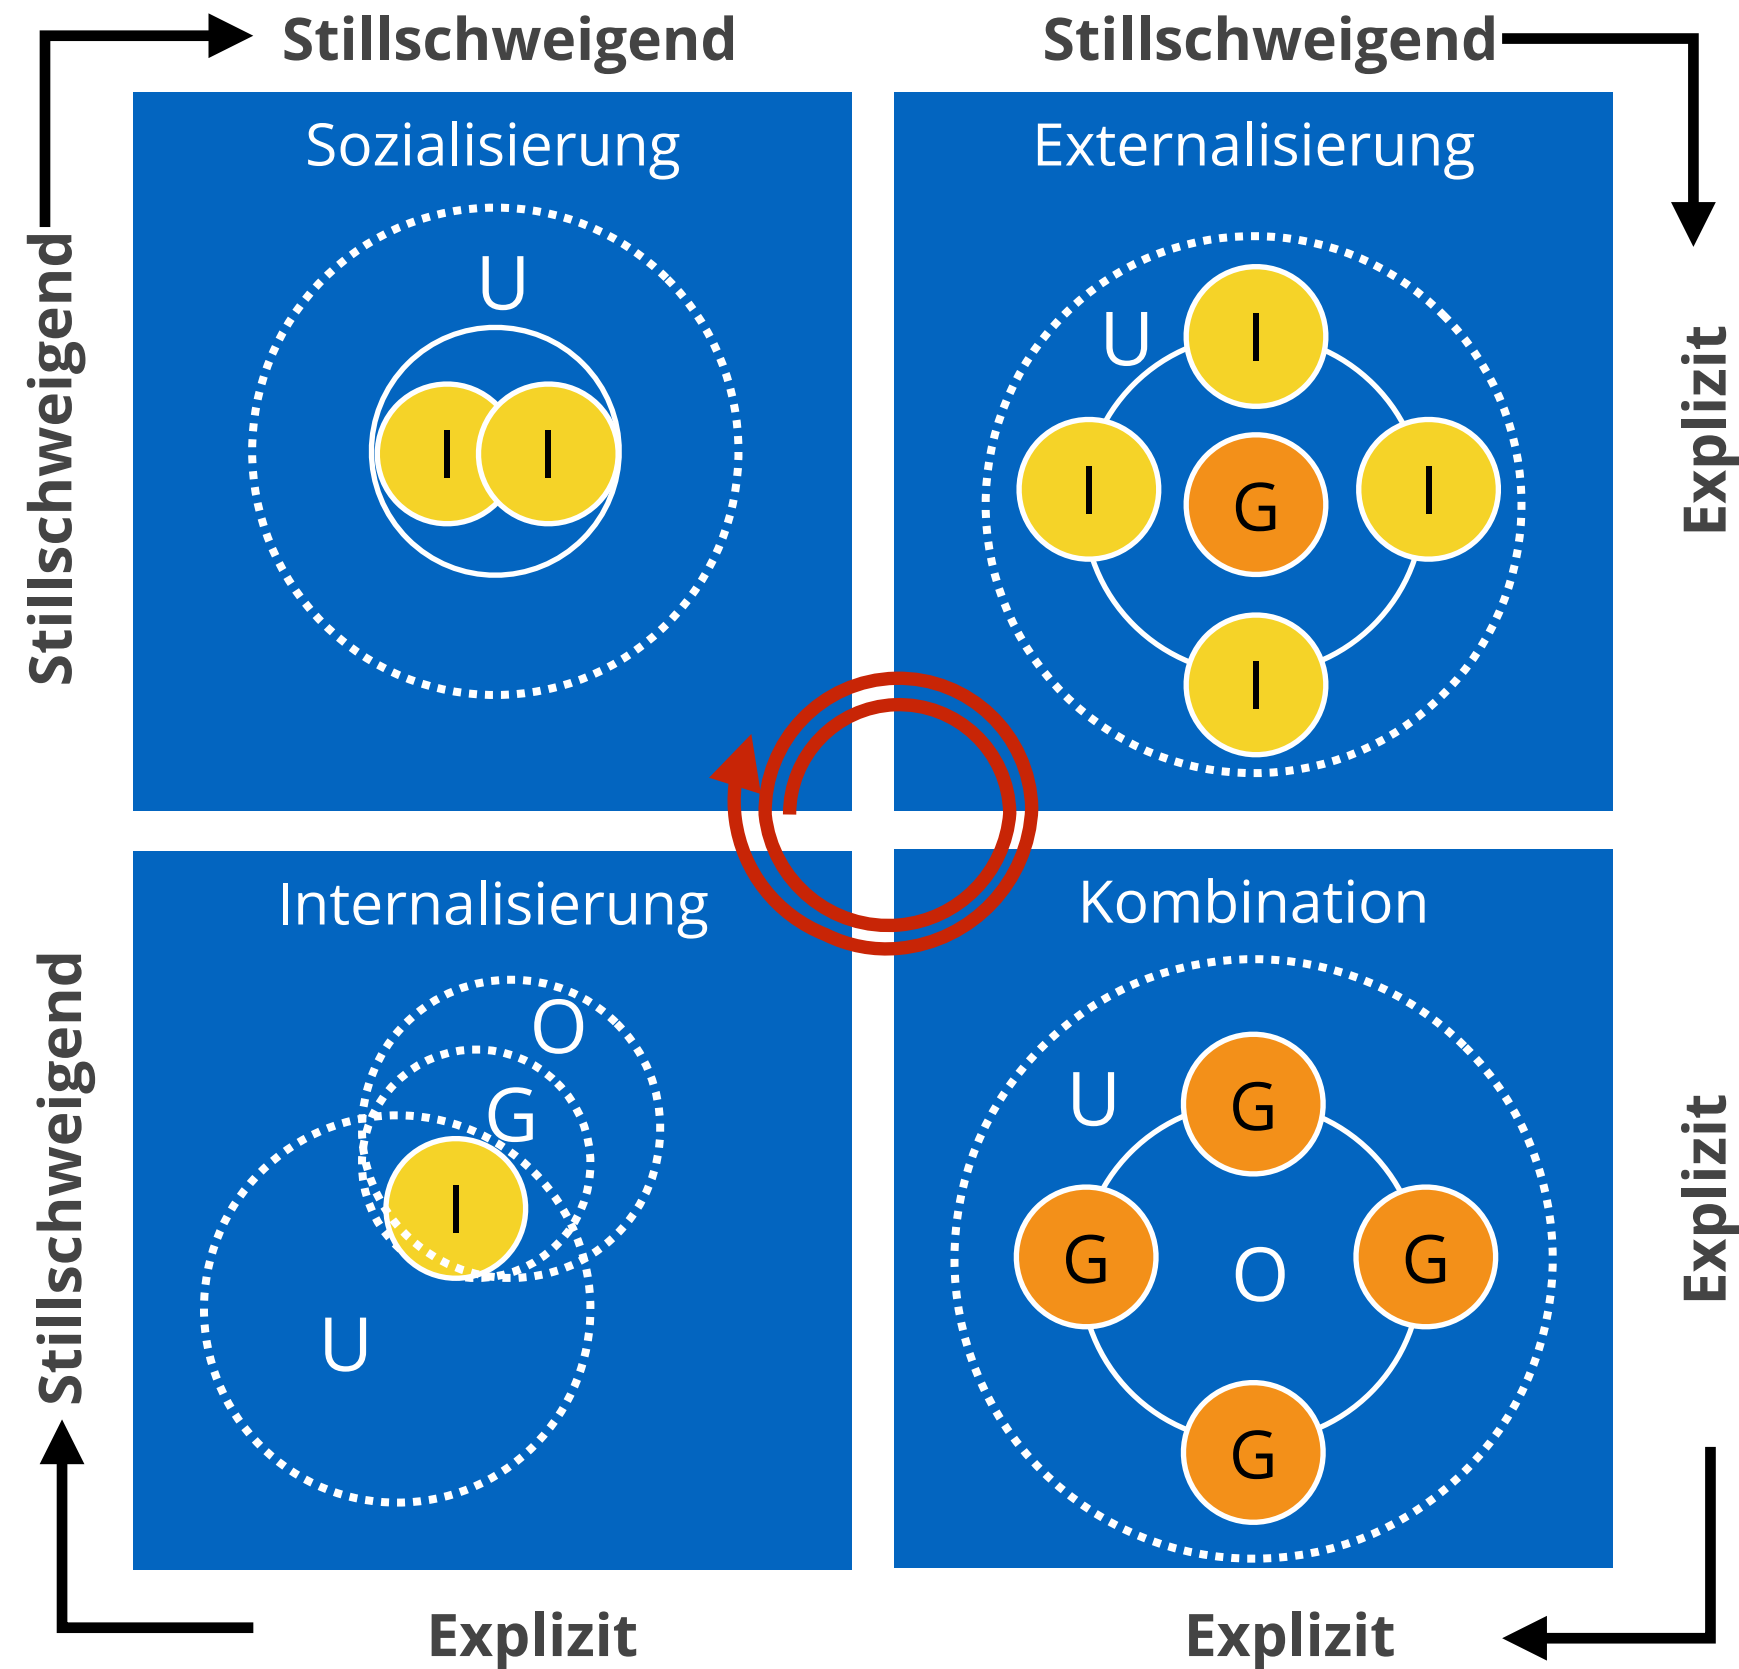 Stillschweigend
Stillschweigend
Stillschweigend
Sozialisierung
U
I
I
Externalisierung
U
I
I
G
I
I
Explizit
Stillschweigend
Internalisierung
O
G
I
U
Kombination
U
G
G
O
G
G
Explizit
Explizit
Explizit